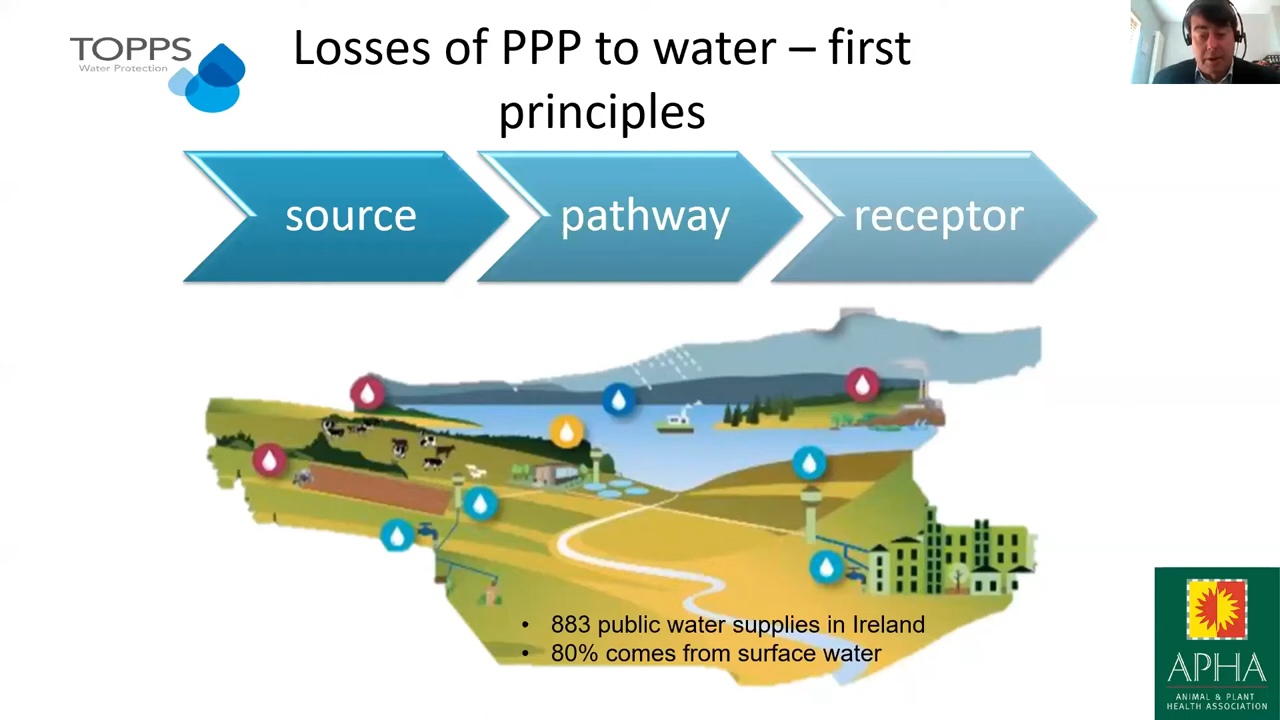 TOPPS
Water Protection
Losses of PPP to water – first
principles
source
pathway
receptor
• 883 public water supplies in Ireland
• 80% comes from surface water
APHA
ANIMAL & PLANT
HEALTH ASSOCIATION